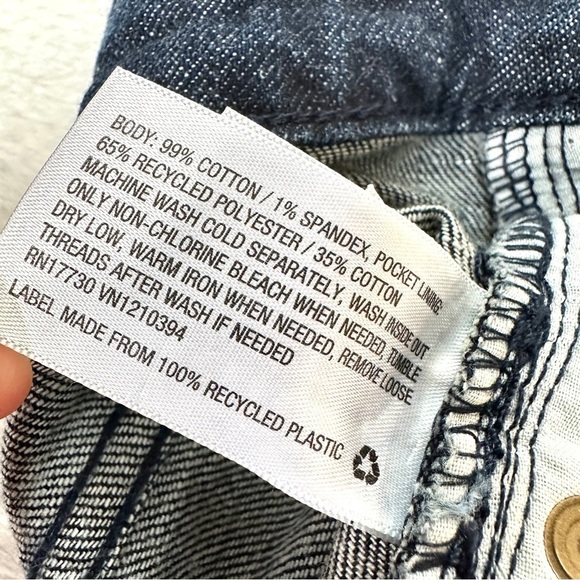 BODY: 99% COTTON / 1% SPANDEX, POCKET LINING:
65% RECYCLED POLYESTER / 35% COTTON
MACHINE WASH COLD SEPARATELY, WASH INSIDE OUT
ONLY NON-CHLORINE BLEACH WHEN NEEDED, TUMBLE
DRY LOW, WARM IRON WHEN NEEDED, REMOVE LOOSE
THREADS AFTER WASH IF NEEDED
RN17730 VN1210394
LABEL MADE FROM 100% RECYCLED PLASTIC